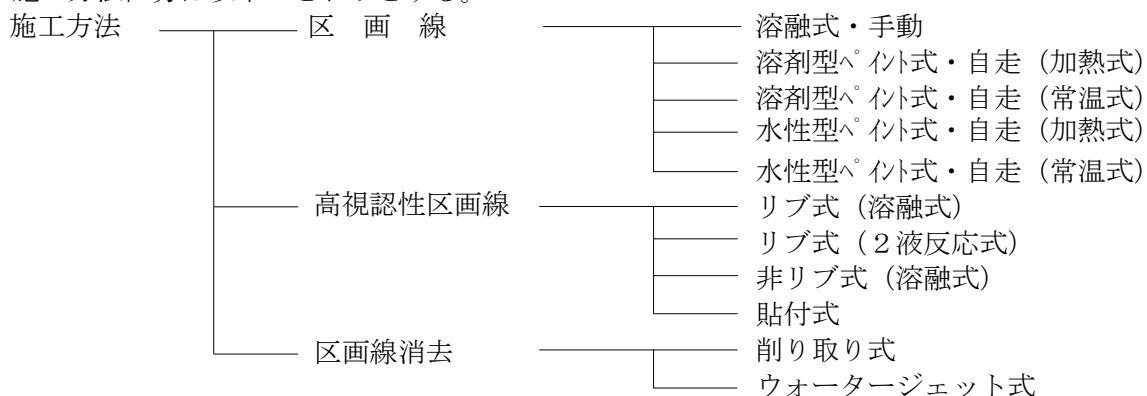 施工方法 区画線 溶融式・手動
溶剤型ﾍﾟｲﾝﾄ式・自走（加熱式）
溶剤型ﾍﾟｲﾝﾄ式・自走（常温式）
水性型ﾍﾟｲﾝﾄ式・自走（加熱式）
水性型ﾍﾟｲﾝﾄ式・自走（常温式）
高視認性区画線 リブ式（溶融式）
リブ式（２液反応式）
非リブ式（溶融式）
貼付式
区画線消去 削り取り式
ウォータージェット式